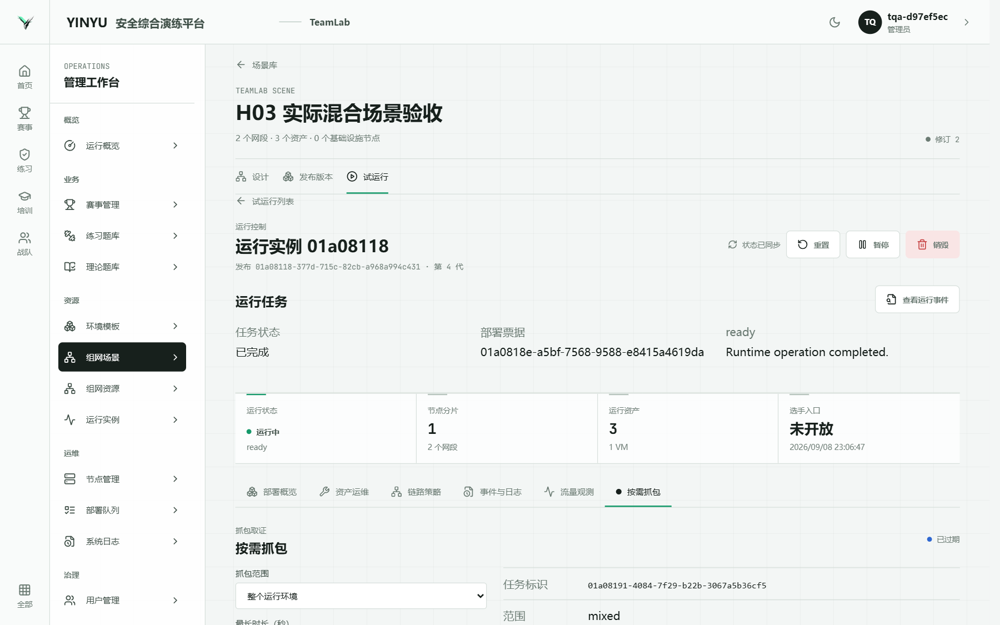 YINYU 安全综合演练平台
TeamLab
TQ
tqa-d97ef5ec
管理员
首页
赛事
练习
培训
战队
全部
OPERATIONS
管理工作台
概览
运行概览
业务
赛事管理
练习题库
理论题库
资源
环境模板
组网场景
组网资源
运行实例
运维
节点管理
部署队列
系统日志
治理
用户管理
场景库
TEAMLAB SCENE
H03 实际混合场景验收
2 个网段 · 3 个资产 · 0 个基础设施节点
修订 2
设计
发布版本
试运行
试运行列表
运行控制
运行实例 01a08118
发布 01a08118-377d-715c-82cb-a968a994c431 · 第 4 代
状态已同步
重置
暂停
销毁
运行任务
查看运行事件
任务状态
已完成
部署票据
01a0818e-a5bf-7568-9588-e8415a4619da
ready
Runtime operation completed.
运行状态
运行中
ready
节点分片
1
2 个网段
运行资产
3
1 VM
选手入口
未开放
2026/09/08 23:06:47
部署概览
资产运维
链路策略
事件与日志
流量观测
按需抓包
抓包取证
按需抓包
已过期
抓包范围
整个运行环境
最长时长（秒）
任务标识
01a08191-4084-7f29-b22b-3067a5b36cf5
范围
mixed